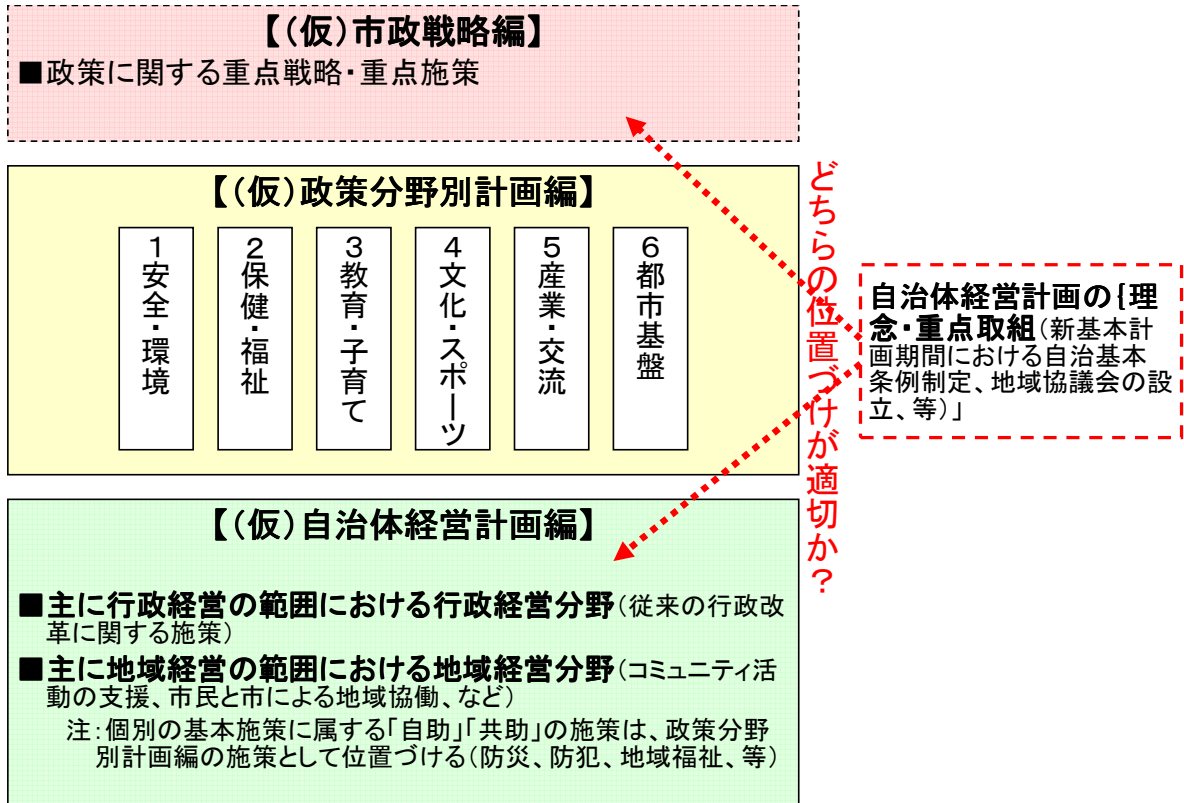 【(仮)市政戦略編】
■政策に関する重点戦略・重点施策
【(仮)政策分野別計画編】
1安全・環境
2保健・福祉
3教育・子育て
4文化・スポーツ
5産業・交流
6都市基盤
どちらの位置づけが適切か?
自治体経営計画の{理
念・重点取組(新基本計
画期間における自治基本
条例制定、地域協議会の設
立、等)」
【(仮)自治体経営計画編】
■主に行政経営の範囲における行政経営分野(従来の行政改
革に関する施策)
■主に地域経営の範囲における地域経営分野(コミュニティ活
動の支援、市民と市による地域協働、など)
注:個別の基本施策に属する「自助」「共助」の施策は、政策分野
別計画編の施策として位置づける(防災、防犯、地域福祉、等)